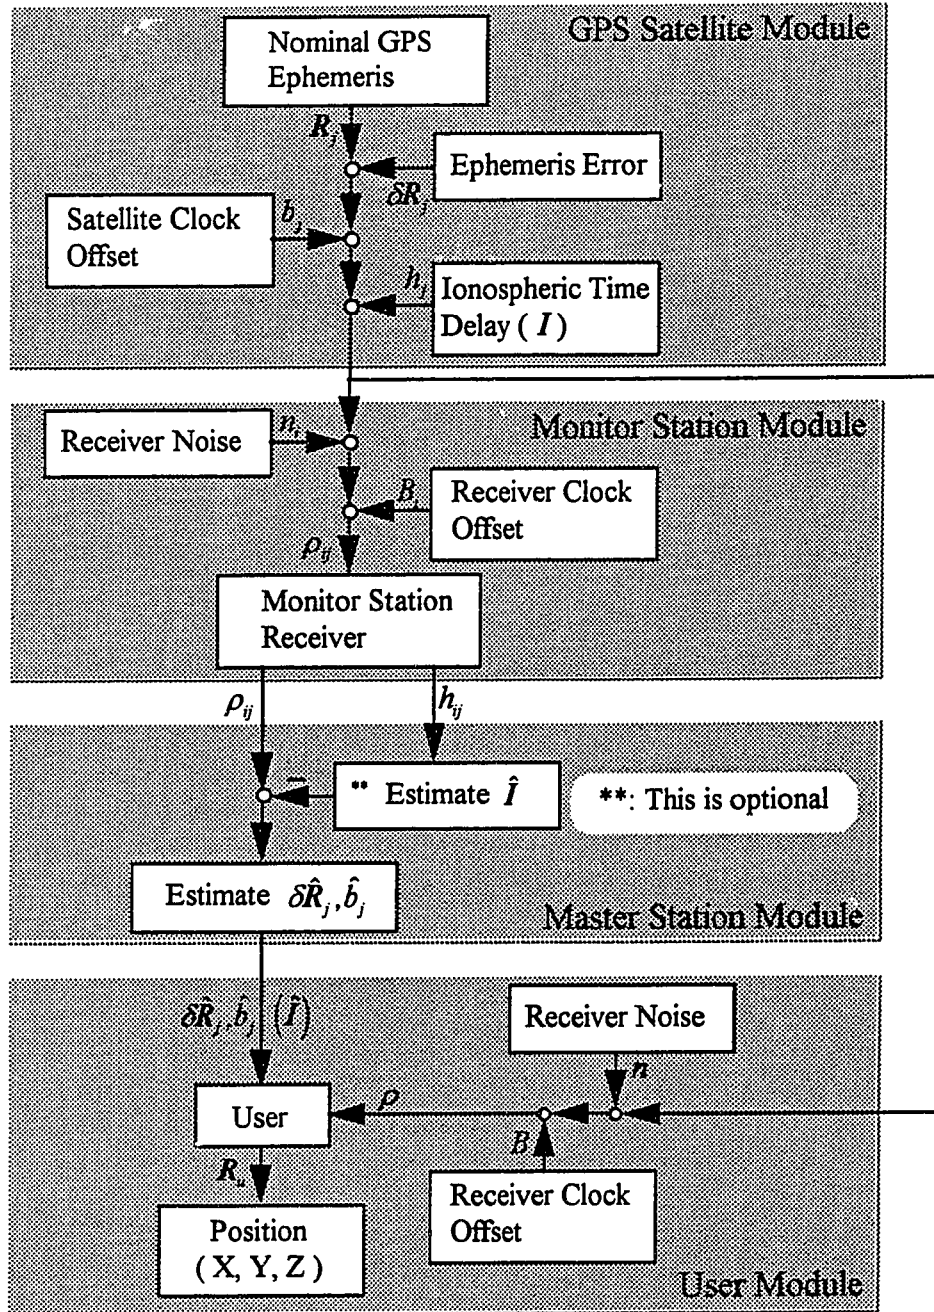 GPS Satellite Module
Nominal GPS
Ephemeris
R_j
Ephemeris Error
δR_j
Satellite Clock
Offset
b_j
Ionospheric Time
Delay ( I )
h_j
Monitor Station Module
Receiver Noise
n_i
Receiver Clock
Offset
B_i
ρ_ij
Monitor Station
Receiver
ρ_ij
h_ij
** Estimate Î
**: This is optional
–
Estimate δR̂_j, b̂_j
Master Station Module
δR̂_j, b̂_j (Î)
Receiver Noise
n
ρ
User
B
R_u
Receiver Clock
Offset
Position
( X, Y, Z )
User Module